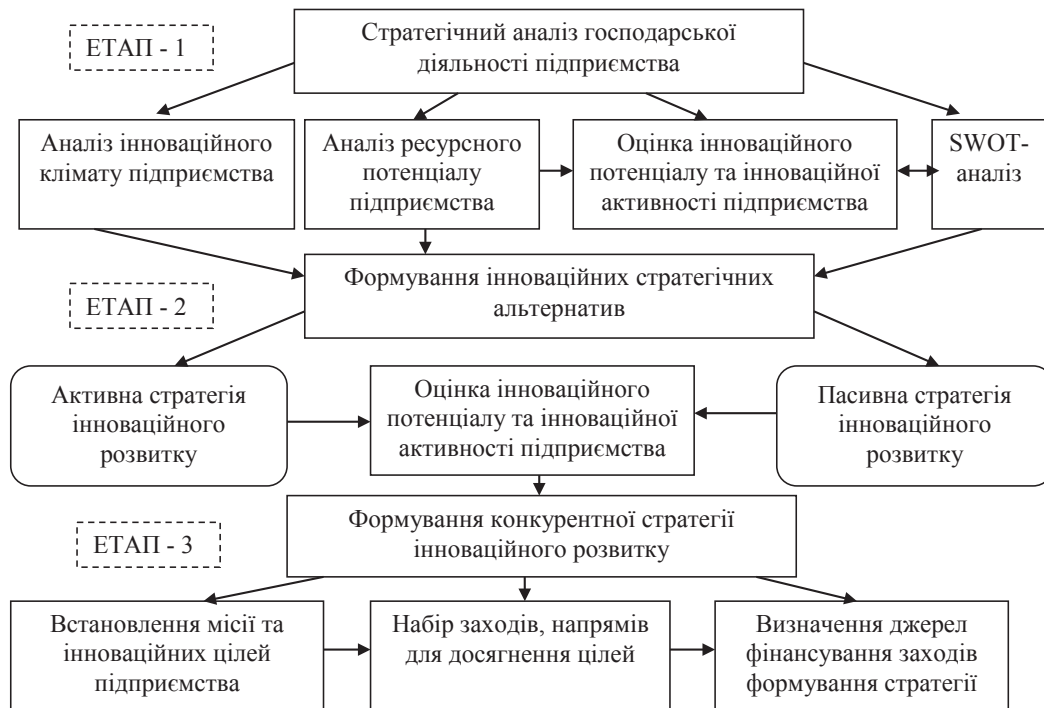 ЕТАП - 1
Стратегічний аналіз господарської
діяльності підприємства
Аналіз інноваційного
клімату підприємства
Аналіз ресурсного
потенціалу
підприємства
Оцінка інноваційного
потенціалу та інноваційної
активності підприємства
SWOT-
аналіз
Формування інноваційних стратегічних
альтернатив
ЕТАП - 2
Активна стратегія
інноваційного
розвитку
Оцінка інноваційного
потенціалу та інноваційної
активності підприємства
Пасивна стратегія
інноваційного
розвитку
Формування конкурентної стратегії
інноваційного розвитку
ЕТАП - 3
Встановлення місії та
інноваційних цілей
підприємства
Набір заходів, напрямів
для досягнення цілей
Визначення джерел
фінансування заходів
формування стратегії